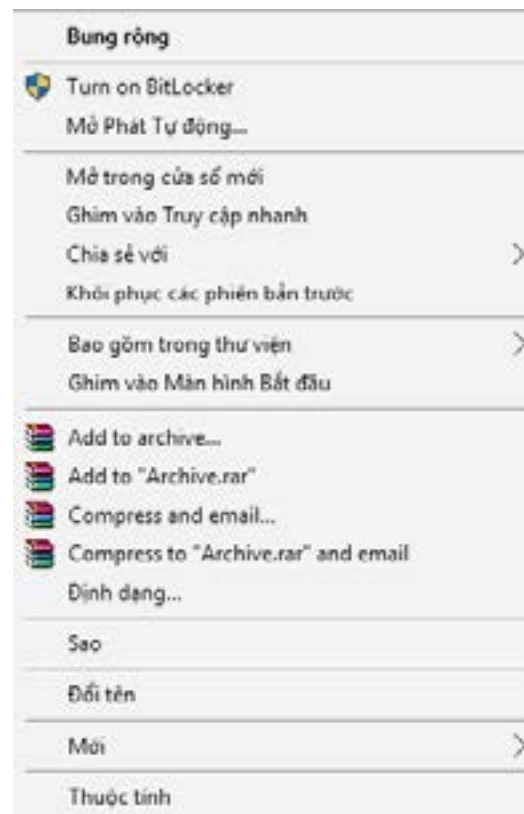 Bung rộng
Turn on BitLocker
Mở Phát Tự động...
Mở trong cửa sổ mới
Ghim vào Truy cập nhanh
Chia sẻ với
Khôi phục các phiên bản trước
Bao gồm trong thư viện
Ghim vào Màn hình Bắt đầu
Add to archive...
Add to "Archive.rar"
Compress and email...
Compress to "Archive.rar" and email
Định dạng...
Sao
Đổi tên
Mới
Thuộc tính